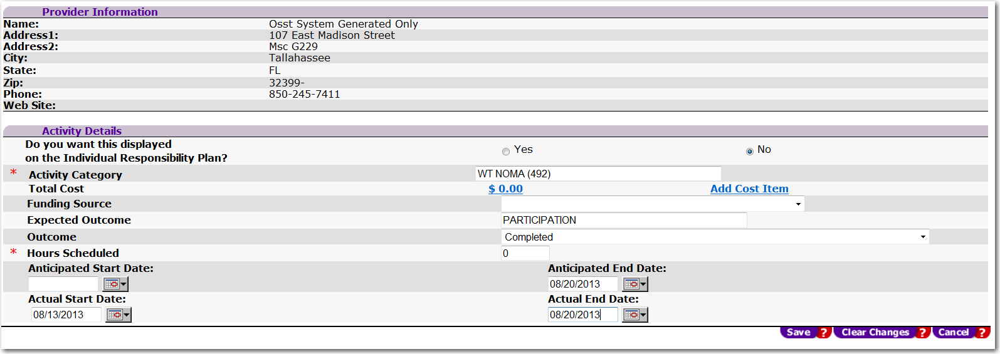 Provider Information
Name: Osst System Generated Only
Address1: 107 East Madison Street
Address2: Msc G229
City: Tallahassee
State: FL
Zip: 32399-
Phone: 850-245-7411
Web Site:
Activity Details
Do you want this displayed
on the Individual Responsibility Plan? Yes No
* Activity Category WT NOMA (492)
Total Cost $ 0.00 Add Cost Item
Funding Source
Expected Outcome PARTICIPATION
Outcome Completed
* Hours Scheduled 0
Anticipated Start Date: Anticipated End Date:
08/20/2013
Actual Start Date: Actual End Date:
08/13/2013 08/20/2013
Save ? Clear Changes ? Cancel ?